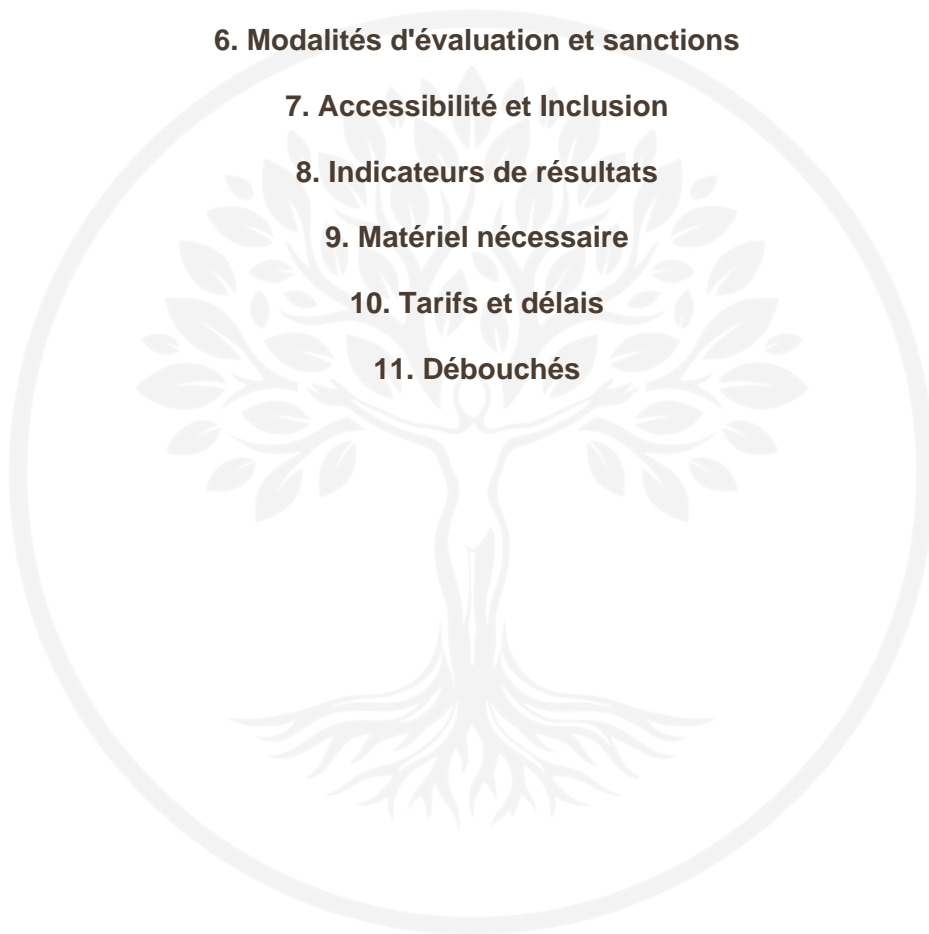 6. Modalités d'évaluation et sanctions
7. Accessibilité et Inclusion
8. Indicateurs de résultats
9. Matériel nécessaire
10. Tarifs et délais
11. Débouchés